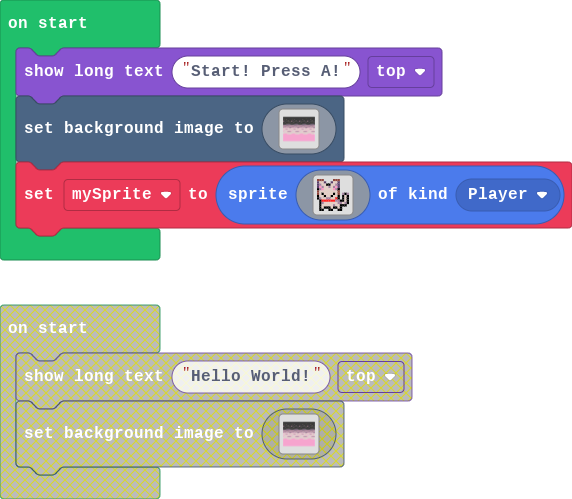 on start
show long text "Start! Press A!" top
set background image to
set mySprite to sprite of kind Player
on start
show long text "Hello World!" top
set background image to